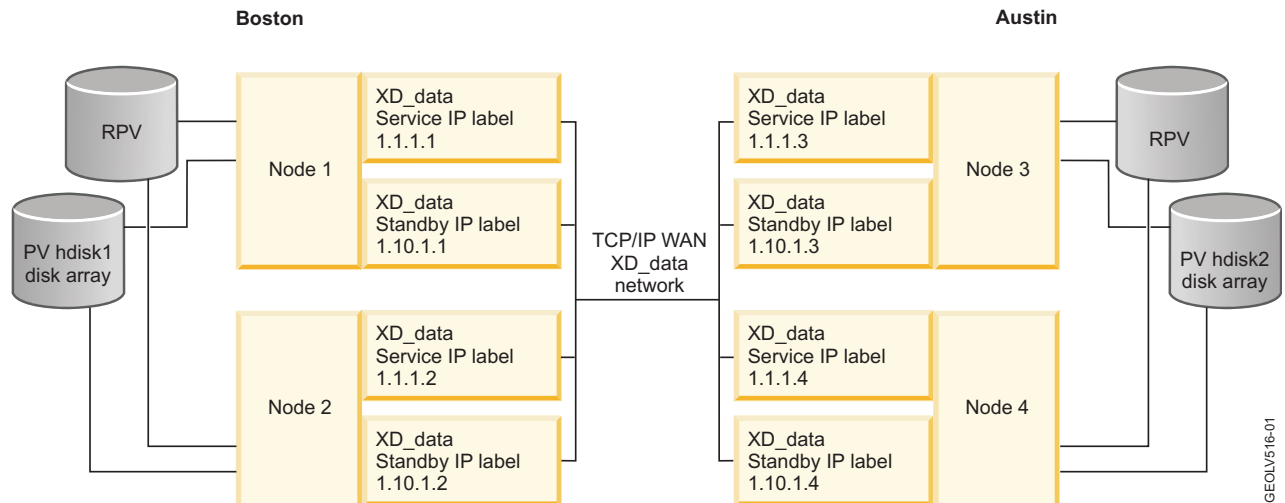 Boston
Austin
RPV
PV hdisk1
disk array
Node 1
XD_data
Service IP label
1.1.1.1
XD_data
Standby IP label
1.10.1.1
Node 2
XD_data
Service IP label
1.1.1.2
XD_data
Standby IP label
1.10.1.2
TCP/IP WAN
XD_data
network
XD_data
Service IP label
1.1.1.3
XD_data
Standby IP label
1.10.1.3
Node 3
XD_data
Service IP label
1.1.1.4
XD_data
Standby IP label
1.10.1.4
Node 4
RPV
PV hdisk2
disk array
GEOLV516-01